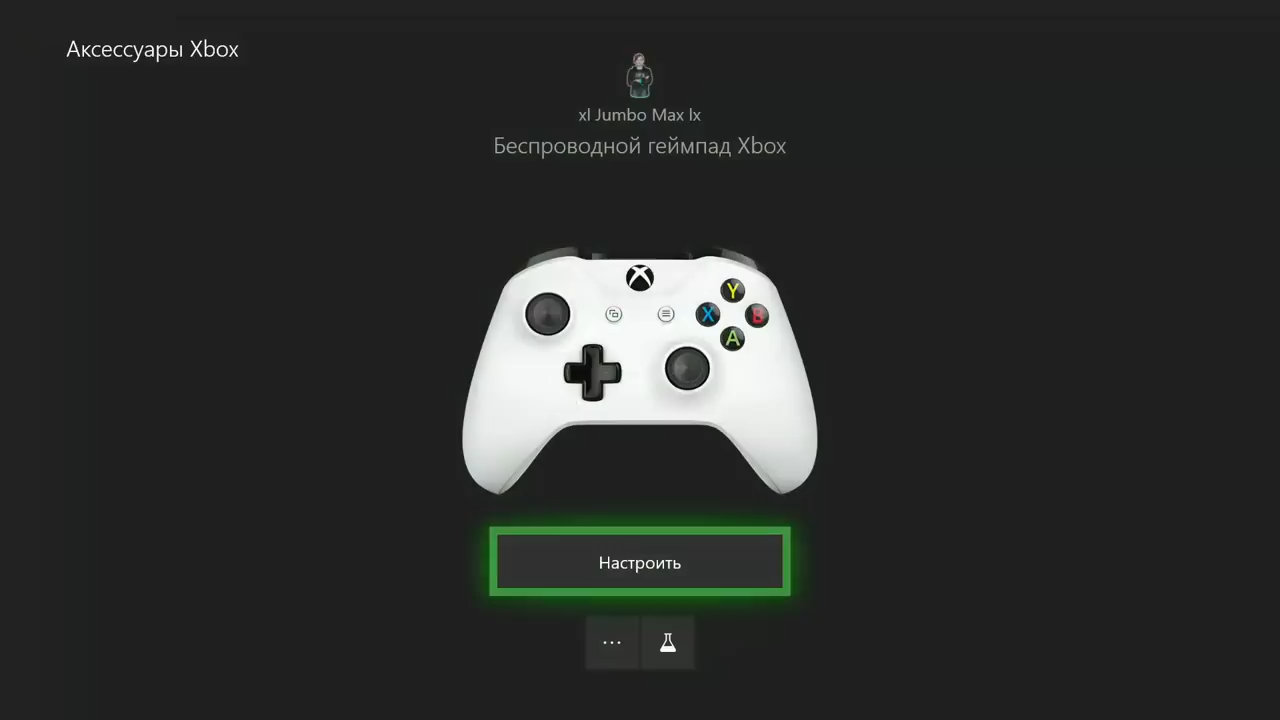 Аксессуары Xbox
xl Jumbo Max lx
Беспроводной геймпад Xbox
Y
X
B
A
Настроить
...